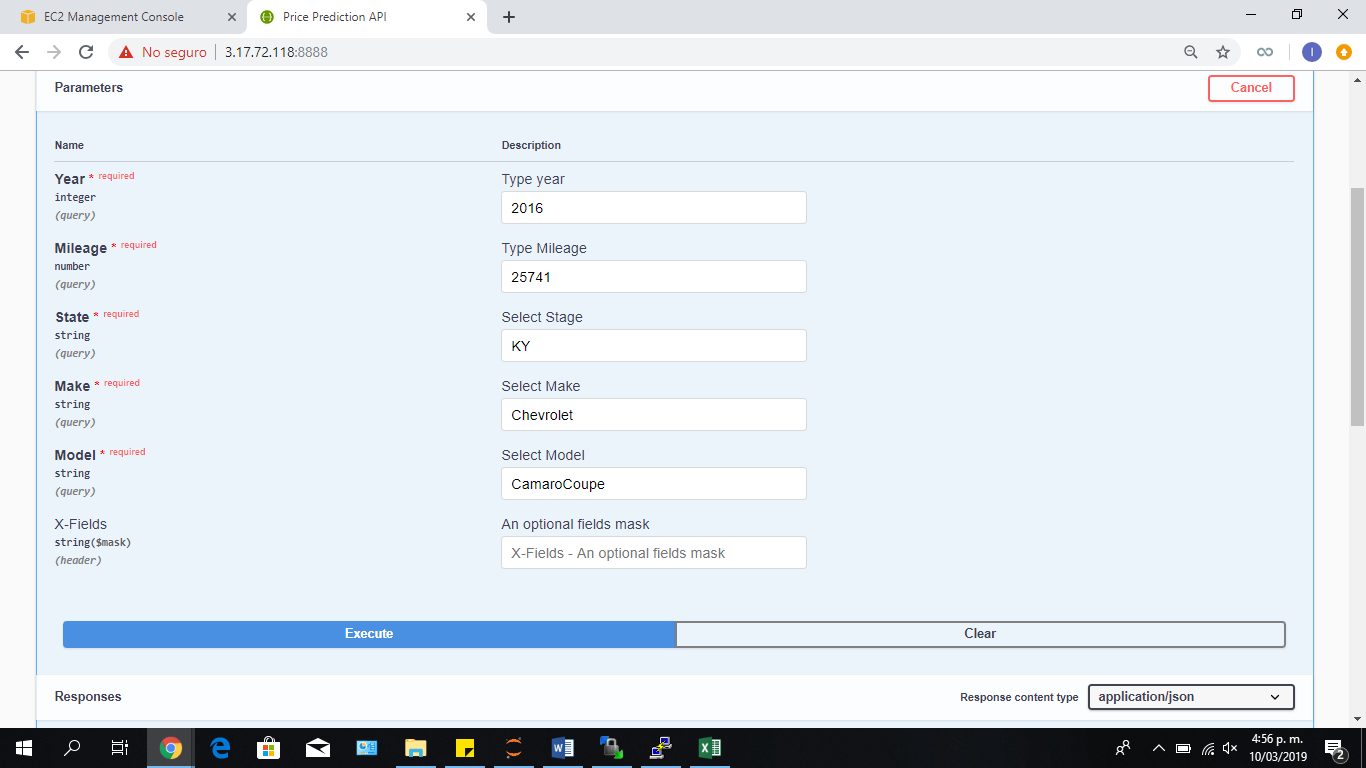 EC2 Management Console
Price Prediction API
No seguro
3.17.72.118:8888
I
Parameters
Cancel
Name
Description
Year * required
integer
(query)
Type year
2016
Mileage * required
number
(query)
Type Mileage
25741
State * required
string
(query)
Select Stage
KY
Make * required
string
(query)
Select Make
Chevrolet
Model * required
string
(query)
Select Model
CamaroCoupe
X-Fields
string($mask)
(header)
An optional fields mask
X-Fields - An optional fields mask
Execute
Clear
Responses
Response content type
application/json
4:56 p. m.
10/03/2019
2